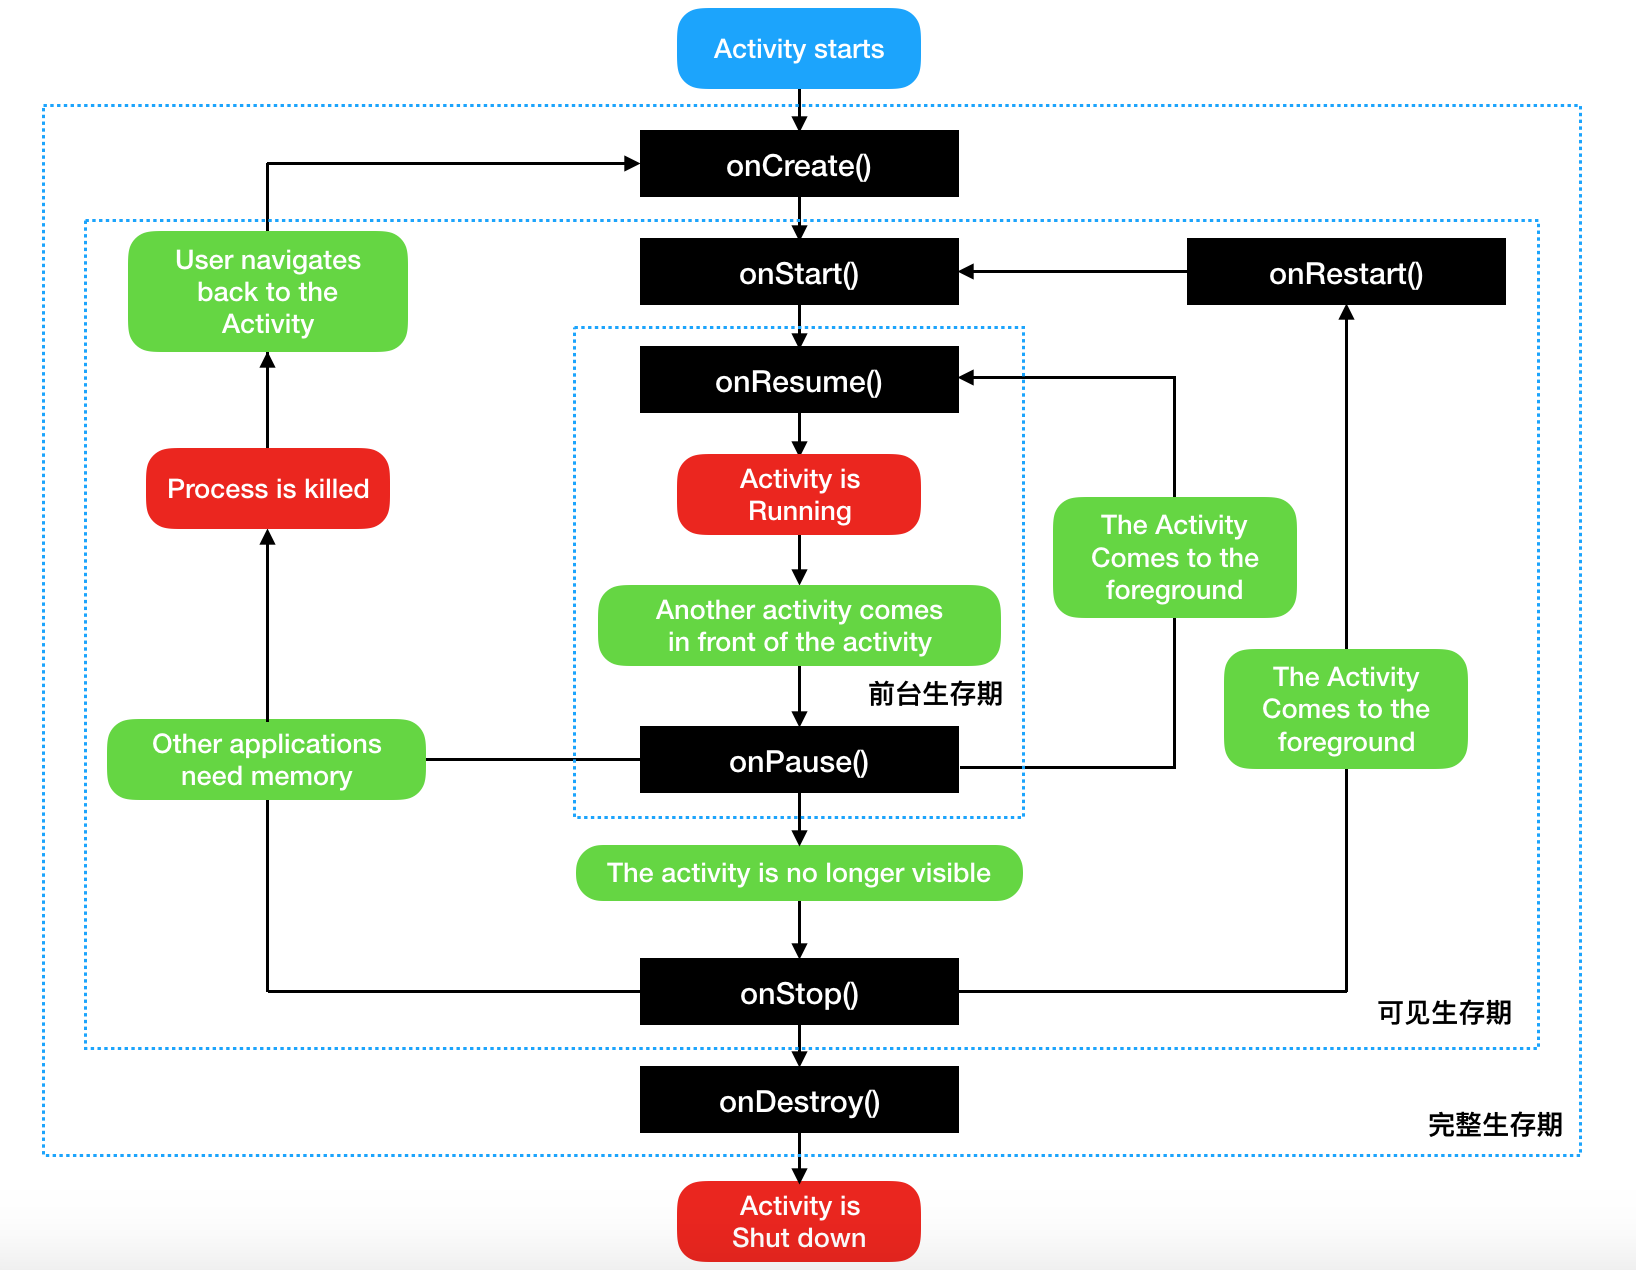 Activity starts
onCreate()
User navigates
back to the
Activity
onStart()
onRestart()
onResume()
Process is killed
Activity is
Running
The Activity
Comes to the
foreground
Another activity comes
in front of the activity
前台生存期
The Activity
Comes to the
foreground
Other applications
need memory
onPause()
The activity is no longer visible
onStop()
可见生存期
onDestroy()
完整生存期
Activity is
Shut down